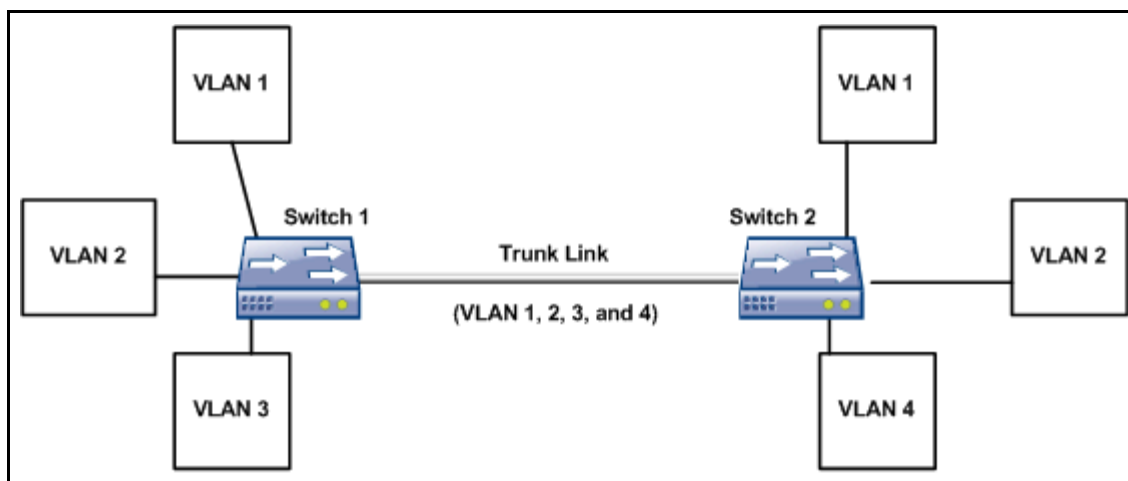 VLAN 1
VLAN 1
Switch 1
Switch 2
VLAN 2
Trunk Link
VLAN 2
(VLAN 1, 2, 3, and 4)
VLAN 3
VLAN 4